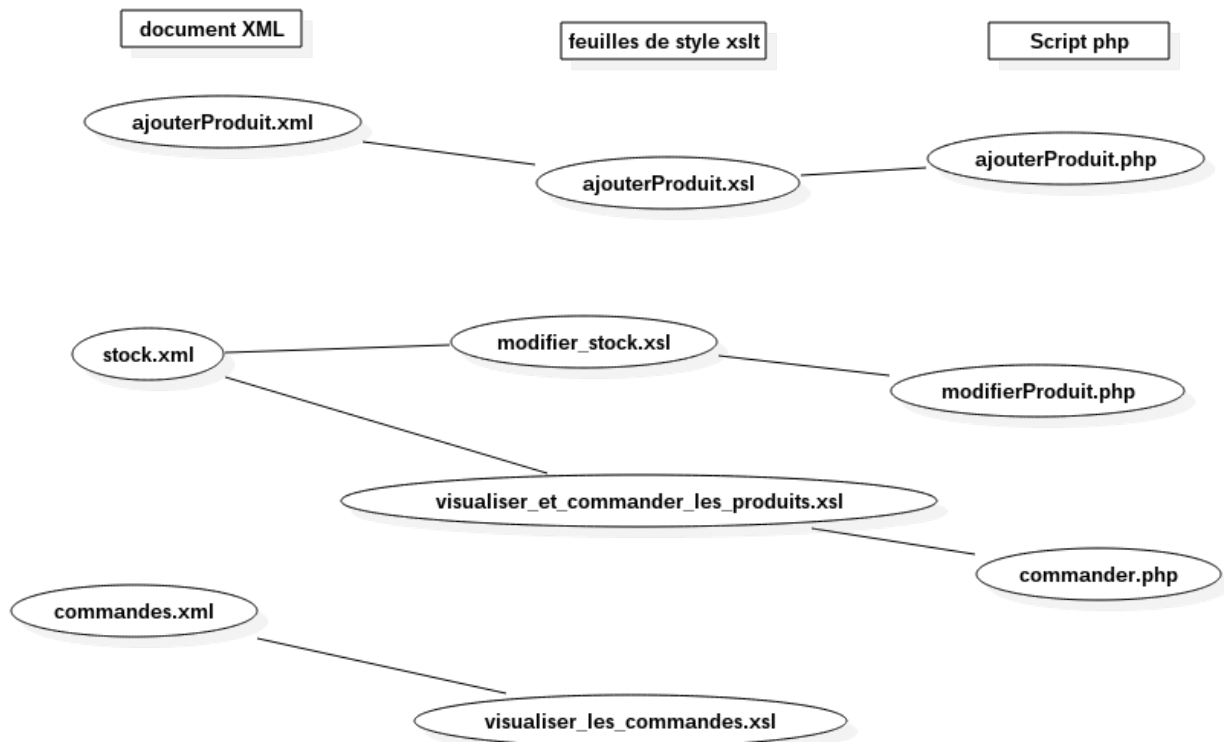 document XML
feuilles de style xslt
Script php
ajouterProduit.xml
ajouterProduit.xsl
ajouterProduit.php
stock.xml
modifier_stock.xsl
modifierProduit.php
visualiser_et_commander_les_produits.xsl
commander.php
commandes.xml
visualiser_les_commandes.xsl